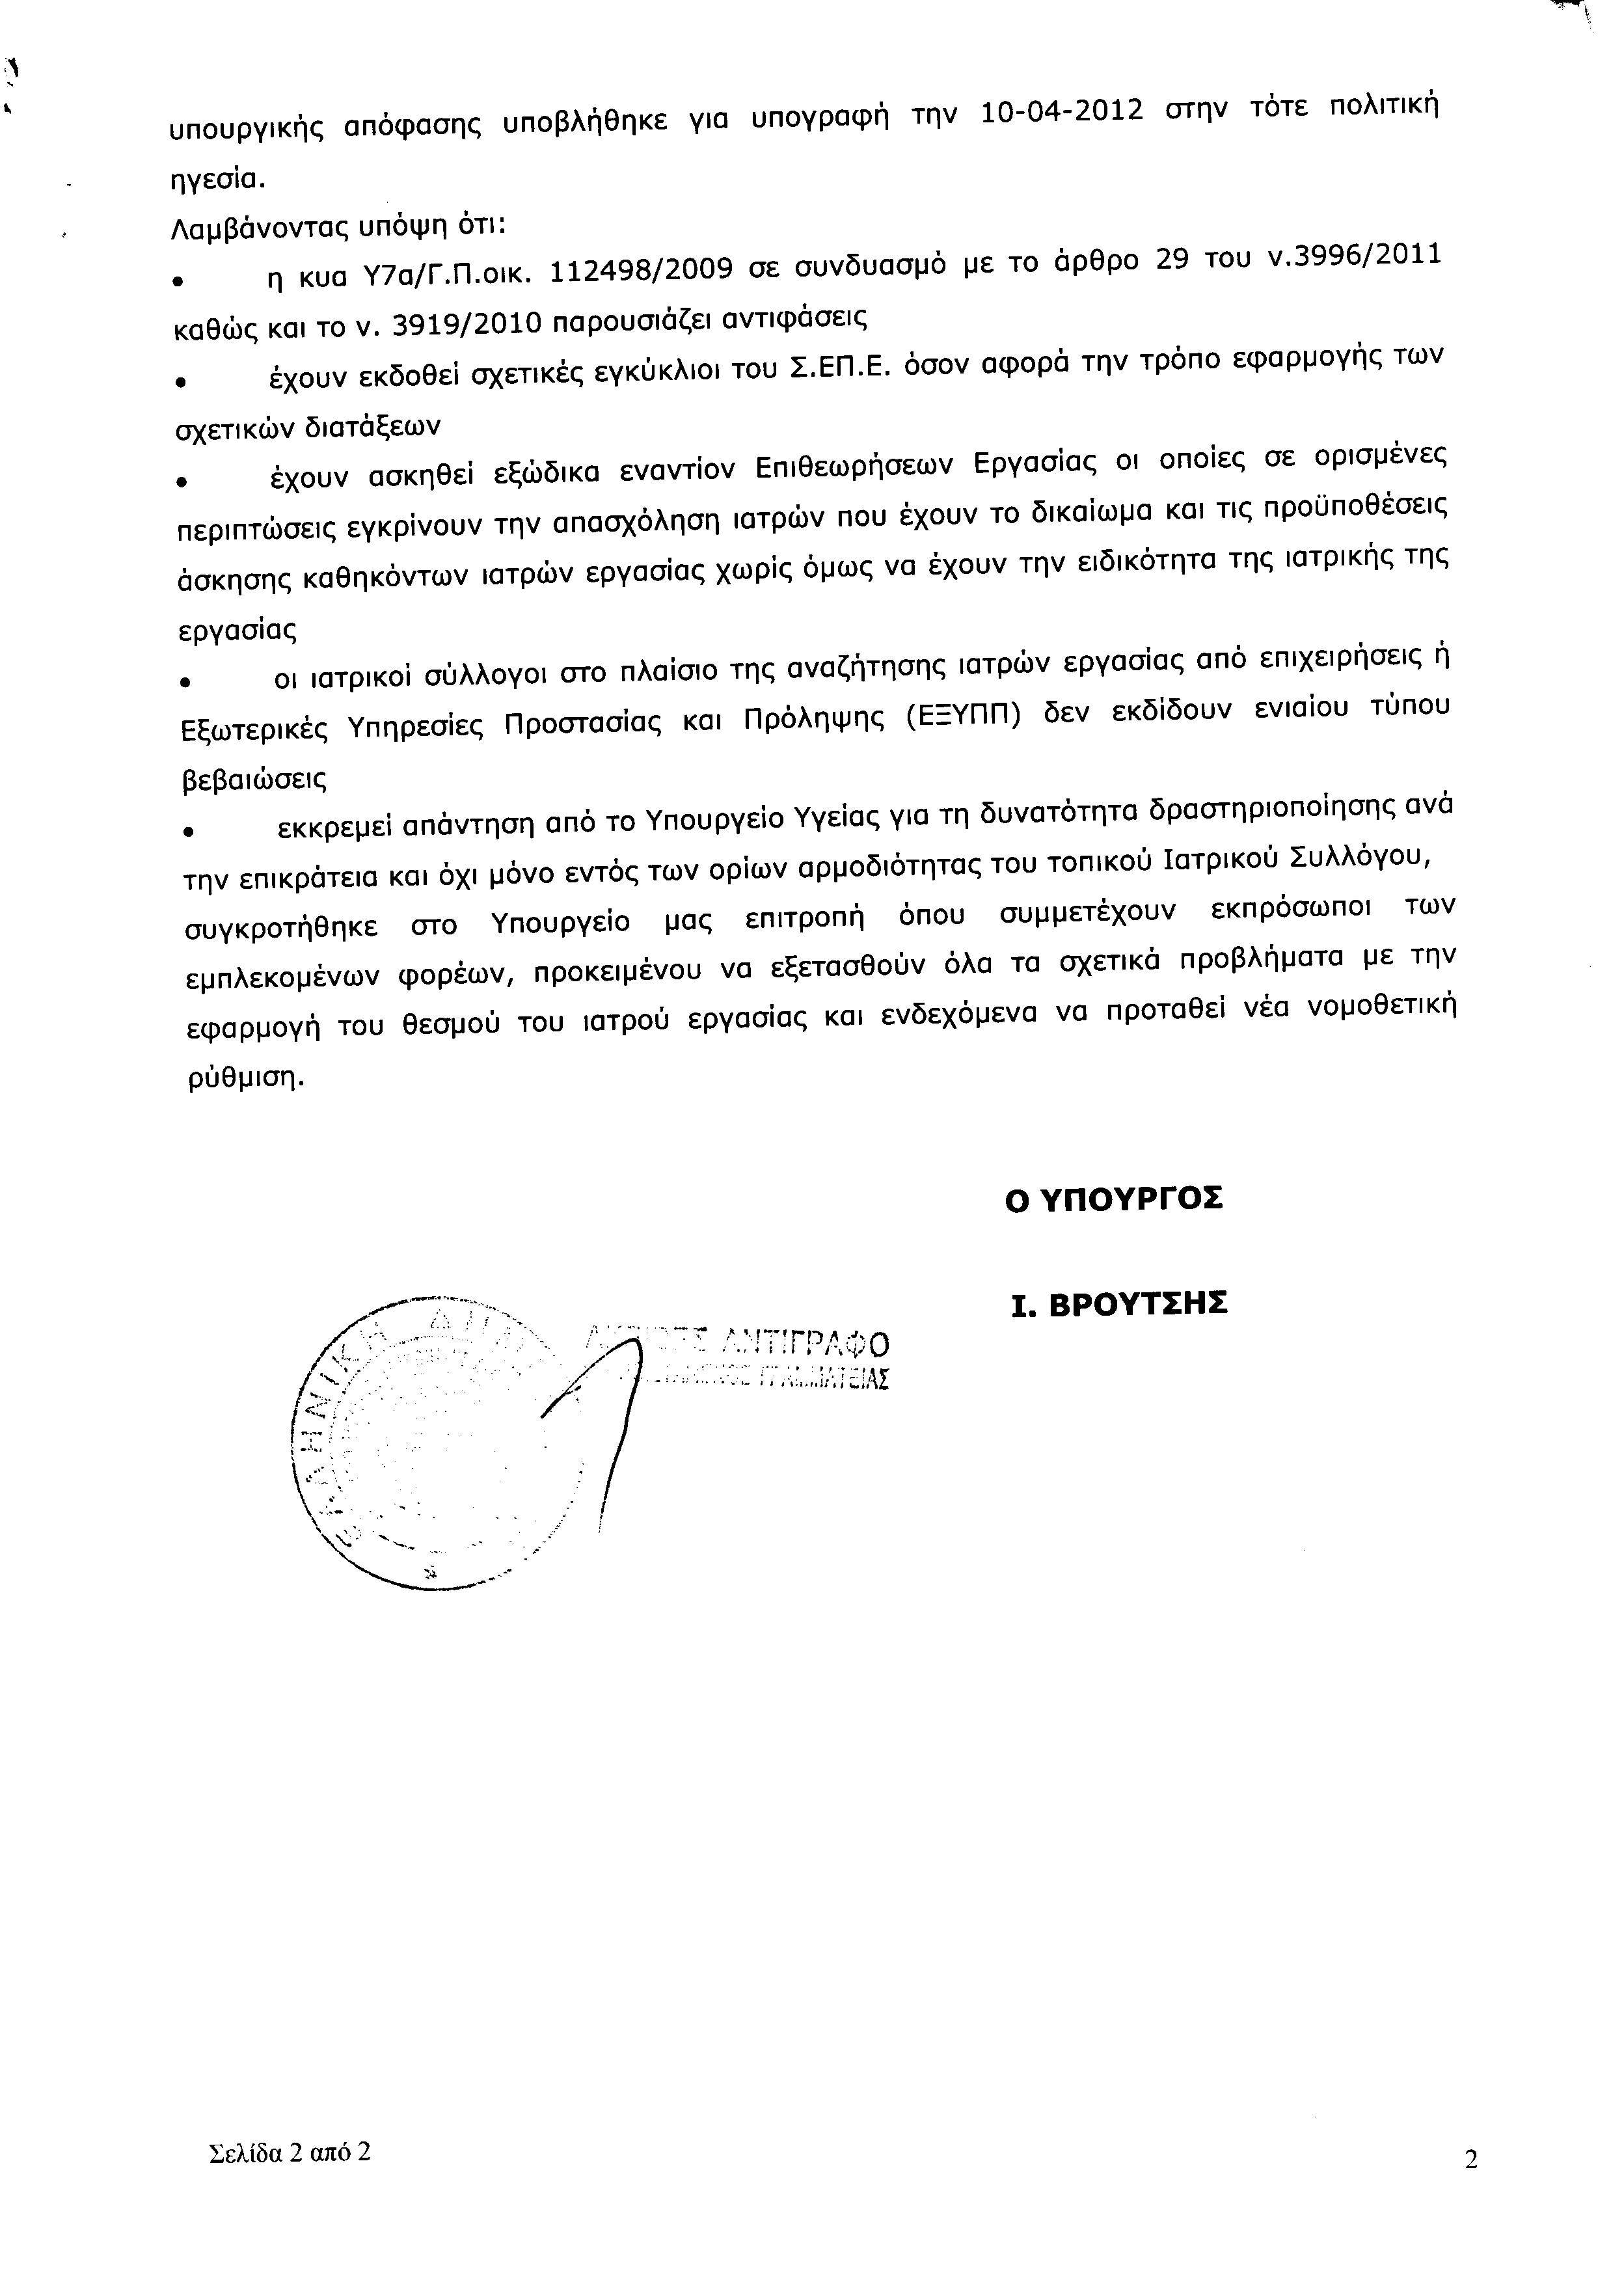 υπουργικής απόφασης υποβλήθηκε για υπογραφή την 10-04-2012 στην τότε πολιτική
ηγεσία.
Λαμβάνοντας υπόψη ότι:
• η κυα Υ7α/Γ.Π.οικ. 112498/2009 σε συνδυασμό με το άρθρο 29 του ν.3996/2011
καθώς και το ν. 3919/2010 παρουσιάζει αντιφάσεις
• έχουν εκδοθεί σχετικές εγκύκλιοι του Σ.ΕΠ.Ε. όσον αφορά την τρόπο εφαρμογής των
σχετικών διατάξεων
• έχουν ασκηθεί εξώδικα εναντίον Επιθεωρήσεων Εργασίας οι οποίες σε ορισμένες
περιπτώσεις εγκρίνουν την απασχόληση ιατρών που έχουν το δικαίωμα και τις προϋποθέσεις
άσκησης καθηκόντων ιατρών εργασίας χωρίς όμως να έχουν την ειδικότητα της ιατρικής της
εργασίας
• οι ιατρικοί σύλλογοι στο πλαίσιο της αναζήτησης ιατρών εργασίας από επιχειρήσεις ή
Εξωτερικές Υπηρεσίες Προστασίας και Πρόληψης (ΕΞΥΠΠ) δεν εκδίδουν ενιαίου τύπου
βεβαιώσεις
• εκκρεμεί απάντηση από το Υπουργείο Υγείας για τη δυνατότητα δραστηριοποίησης ανά
την επικράτεια και όχι μόνο εντός των ορίων αρμοδιότητας του τοπικού Ιατρικού Συλλόγου,
συγκροτήθηκε στο Υπουργείο μας επιτροπή όπου συμμετέχουν εκπρόσωποι των
εμπλεκομένων φορέων, προκειμένου να εξετασθούν όλα τα σχετικά προβλήματα με την
εφαρμογή του θεσμού του ιατρού εργασίας και ενδεχόμενα να προταθεί νέα νομοθετική
ρύθμιση.
Ο ΥΠΟΥΡΓΟΣ
Ι. ΒΡΟΥΤΣΗΣ
ΑΝΤΙΓΡΑΦΟ
ΓΡΑΜΜΑΤΕΙΑΣ
ΕΛΛΗΝΙΚΗ
Σελίδα 2 από 2
2